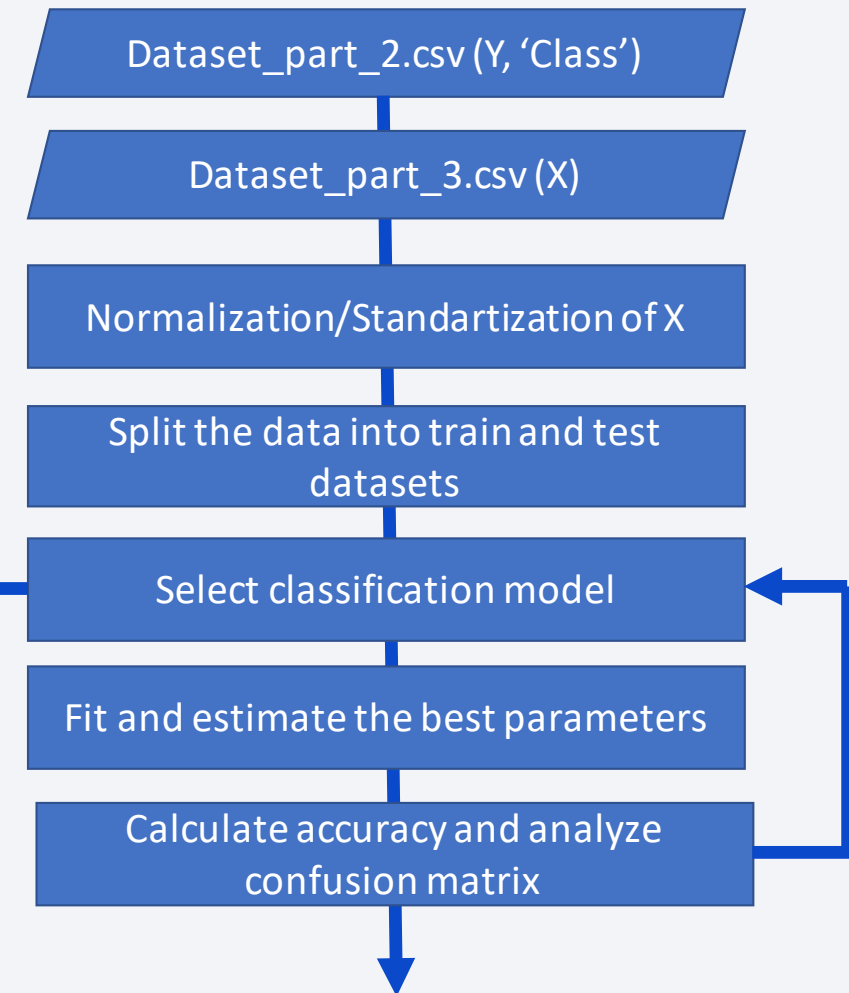 Dataset_part_2.csv (Y, ‘Class’)
Dataset_part_3.csv (X)
Normalization/Standartization of X
Split the data into train and test
datasets
Select classification model
Fit and estimate the best parameters
Calculate accuracy and analyze
confusion matrix